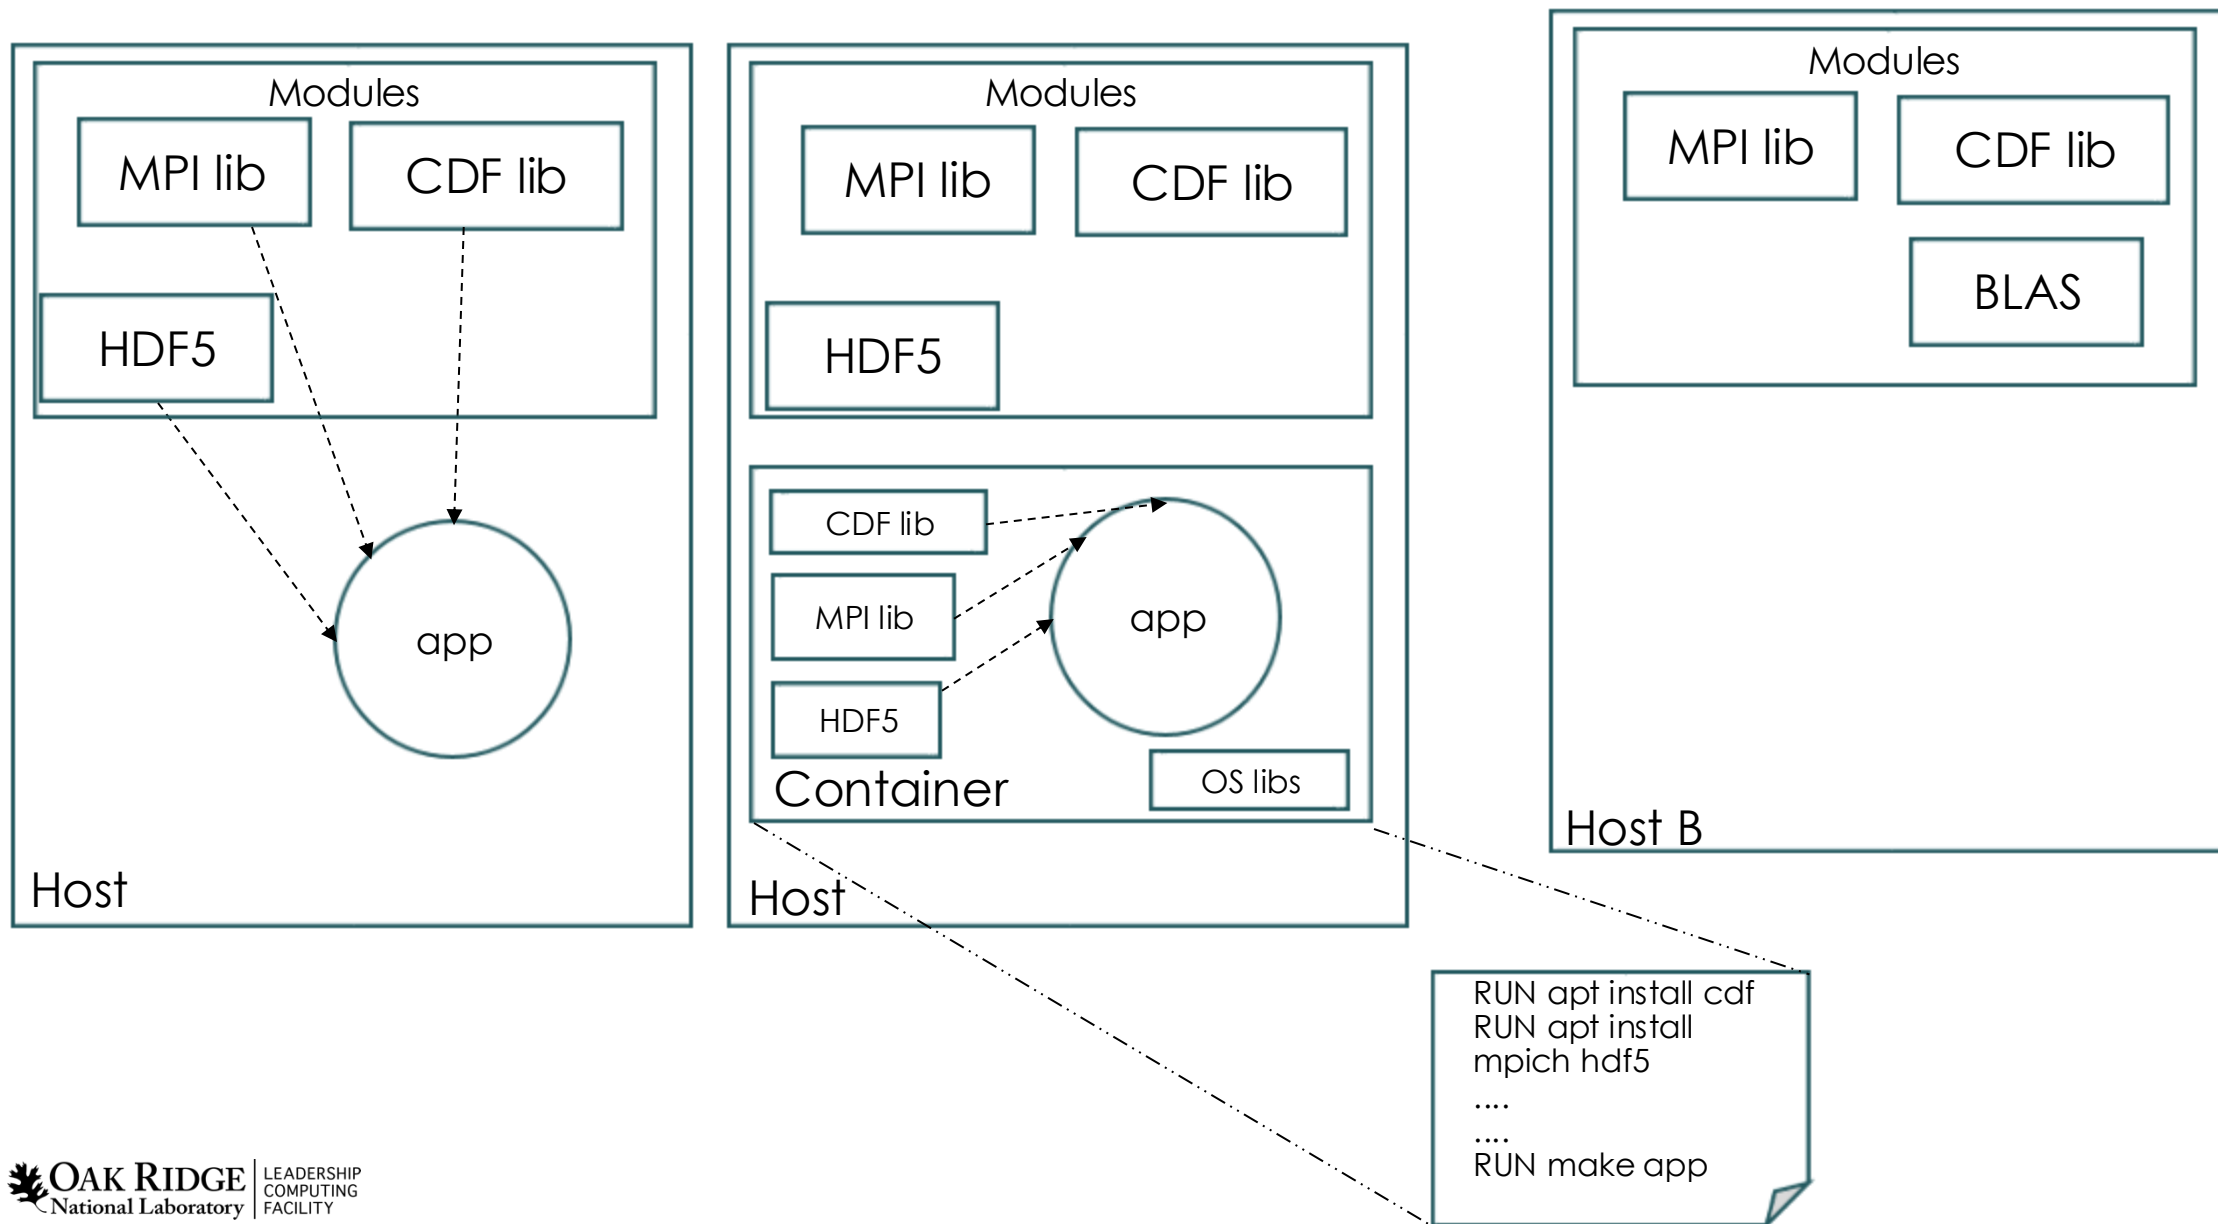 Modules
MPI lib
CDF lib
HDF5
app
Host
Modules
MPI lib
CDF lib
HDF5
CDF lib
MPI lib
HDF5
app
Container
OS libs
Host
Modules
MPI lib
CDF lib
BLAS
Host B
RUN apt install cdf
RUN apt install
mpich hdf5
....
....
RUN make app
OAK RIDGE
National Laboratory
LEADERSHIP
COMPUTING
FACILITY